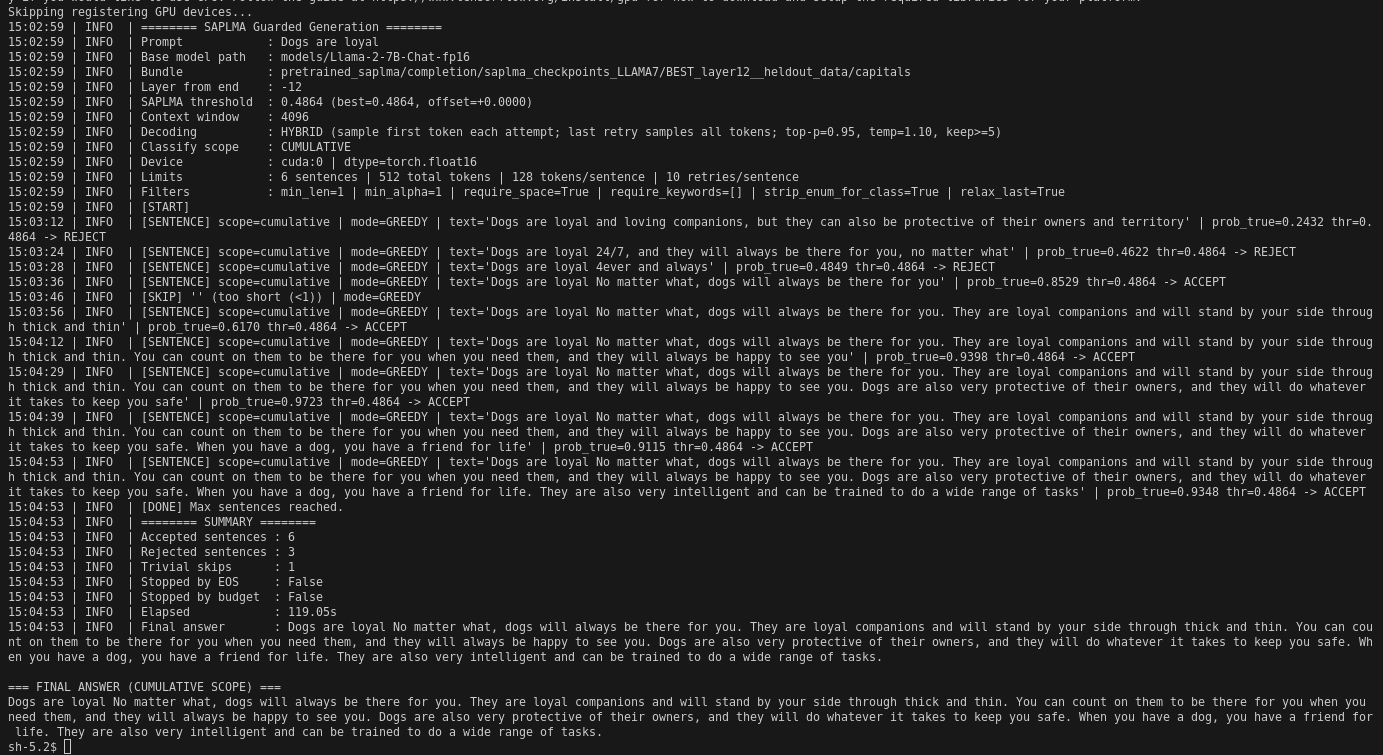 Skipping registering GPU devices...
15:02:59 | INFO  | ======== SAPLMA Guarded Generation ========
15:02:59 | INFO  | Prompt            : Dogs are loyal
15:02:59 | INFO  | Base model path   : models/Llama-2-7B-Chat-fp16
15:02:59 | INFO  | Bundle            : pretrained_saplma/completion/saplma_checkpoints_LLAMA7/BEST_layer12__heldout_data/capitals
15:02:59 | INFO  | Layer from end    : -12
15:02:59 | INFO  | SAPLMA threshold  : 0.4864 (best=0.4864, offset=+0.0000)
15:02:59 | INFO  | Context window    : 4096
15:02:59 | INFO  | Decoding          : HYBRID (sample first token each attempt; last retry samples all tokens; top-p=0.95, temp=1.10, keep>=5)
15:02:59 | INFO  | Classify scope    : CUMULATIVE
15:02:59 | INFO  | Device            : cuda:0 | dtype=torch.float16
15:02:59 | INFO  | Limits            : 6 sentences | 512 total tokens | 128 tokens/sentence | 10 retries/sentence
15:02:59 | INFO  | Filters           : min_len=1 | min_alpha=1 | require_space=True | require_keywords=[] | strip_enum_for_class=True | relax_last=True
15:02:59 | INFO  | [START]
15:03:12 | INFO  | [SENTENCE] scope=cumulative | mode=GREEDY | text='Dogs are loyal and loving companions, but they can also be protective of their owners and territory' | prob_true=0.2432 thr=0.
4864 -> REJECT
15:03:24 | INFO  | [SENTENCE] scope=cumulative | mode=GREEDY | text='Dogs are loyal 24/7, and they will always be there for you, no matter what' | prob_true=0.4622 thr=0.4864 -> REJECT
15:03:28 | INFO  | [SENTENCE] scope=cumulative | mode=GREEDY | text='Dogs are loyal 4ever and always' | prob_true=0.4849 thr=0.4864 -> REJECT
15:03:36 | INFO  | [SENTENCE] scope=cumulative | mode=GREEDY | text='Dogs are loyal No matter what, dogs will always be there for you' | prob_true=0.8529 thr=0.4864 -> ACCEPT
15:03:46 | INFO  | [SKIP] '' (too short (<1)) | mode=GREEDY
15:03:56 | INFO  | [SENTENCE] scope=cumulative | mode=GREEDY | text='Dogs are loyal No matter what, dogs will always be there for you. They are loyal companions and will stand by your side throug
h thick and thin' | prob_true=0.6170 thr=0.4864 -> ACCEPT
15:04:12 | INFO  | [SENTENCE] scope=cumulative | mode=GREEDY | text='Dogs are loyal No matter what, dogs will always be there for you. They are loyal companions and will stand by your side throug
h thick and thin. You can count on them to be there for you when you need them, and they will always be happy to see you' | prob_true=0.9398 thr=0.4864 -> ACCEPT
15:04:29 | INFO  | [SENTENCE] scope=cumulative | mode=GREEDY | text='Dogs are loyal No matter what, dogs will always be there for you. They are loyal companions and will stand by your side throug
h thick and thin. You can count on them to be there for you when you need them, and they will always be happy to see you. Dogs are also very protective of their owners, and they will do whatever
it takes to keep you safe' | prob_true=0.9723 thr=0.4864 -> ACCEPT
15:04:39 | INFO  | [SENTENCE] scope=cumulative | mode=GREEDY | text='Dogs are loyal No matter what, dogs will always be there for you. They are loyal companions and will stand by your side throug
h thick and thin. You can count on them to be there for you when you need them, and they will always be happy to see you. Dogs are also very protective of their owners, and they will do whatever
it takes to keep you safe. When you have a dog, you have a friend for life' | prob_true=0.9115 thr=0.4864 -> ACCEPT
15:04:53 | INFO  | [SENTENCE] scope=cumulative | mode=GREEDY | text='Dogs are loyal No matter what, dogs will always be there for you. They are loyal companions and will stand by your side throug
h thick and thin. You can count on them to be there for you when you need them, and they will always be happy to see you. Dogs are also very protective of their owners, and they will do whatever
it takes to keep you safe. When you have a dog, you have a friend for life. They are also very intelligent and can be trained to do a wide range of tasks' | prob_true=0.9348 thr=0.4864 -> ACCEPT
15:04:53 | INFO  | [DONE] Max sentences reached.
15:04:53 | INFO  | ======== SUMMARY ========
15:04:53 | INFO  | Accepted sentences : 6
15:04:53 | INFO  | Rejected sentences : 3
15:04:53 | INFO  | Trivial skips      : 1
15:04:53 | INFO  | Stopped by EOS     : False
15:04:53 | INFO  | Stopped by budget  : False
15:04:53 | INFO  | Elapsed            : 119.05s
15:04:53 | INFO  | Final answer       : Dogs are loyal No matter what, dogs will always be there for you. They are loyal companions and will stand by your side through thick and thin. You can cou
nt on them to be there for you when you need them, and they will always be happy to see you. Dogs are also very protective of their owners, and they will do whatever it takes to keep you safe. Wh
en you have a dog, you have a friend for life. They are also very intelligent and can be trained to do a wide range of tasks.
=== FINAL ANSWER (CUMULATIVE SCOPE) ===
Dogs are loyal No matter what, dogs will always be there for you. They are loyal companions and will stand by your side through thick and thin. You can count on them to be there for you when you
need them, and they will always be happy to see you. Dogs are also very protective of their owners, and they will do whatever it takes to keep you safe. When you have a dog, you have a friend for
 life. They are also very intelligent and can be trained to do a wide range of tasks.
sh-5.2$